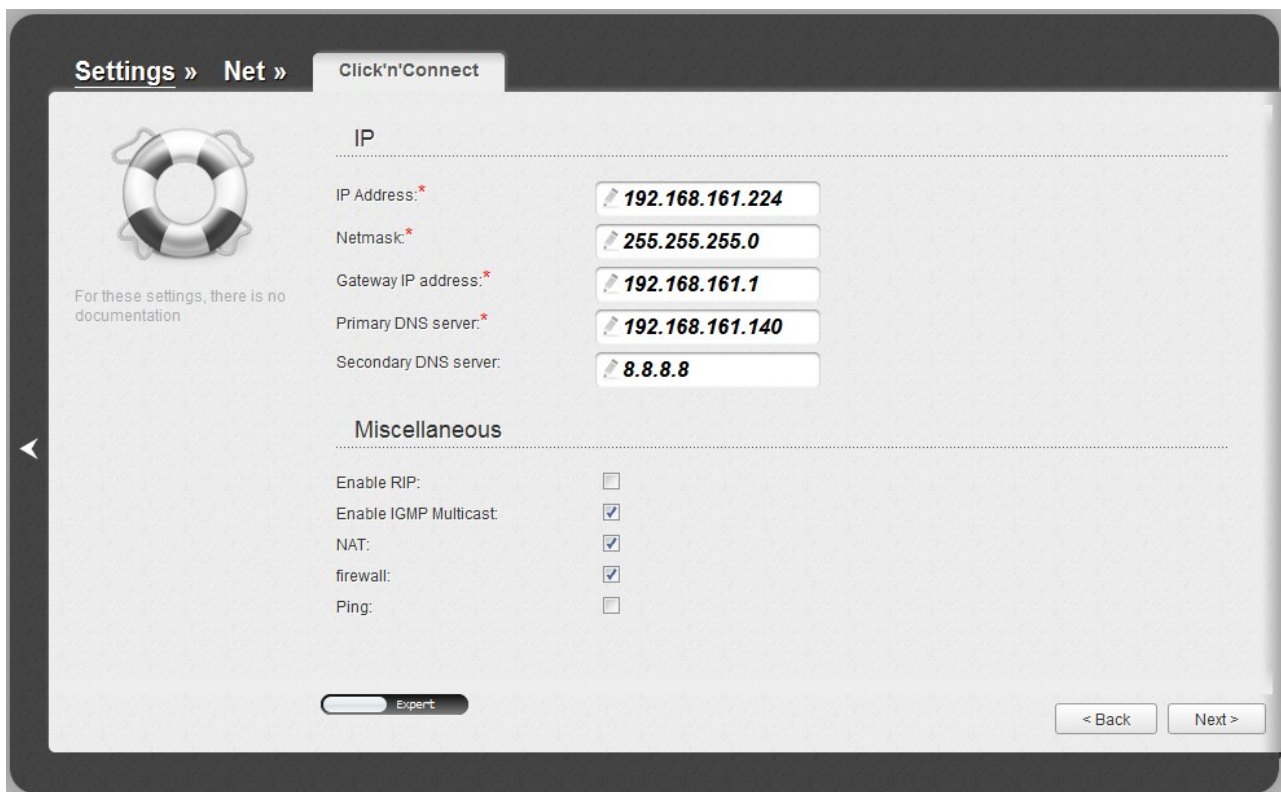 Settings » Net » Click'n'Connect
For these settings, there is no
documentation
IP
IP Address:* 192.168.161.224
Netmask:* 255.255.255.0
Gateway IP address:* 192.168.161.1
Primary DNS server:* 192.168.161.140
Secondary DNS server: 8.8.8.8
Miscellaneous
Enable RIP:
Enable IGMP Multicast:
NAT:
firewall:
Ping:
Expert
< Back Next >